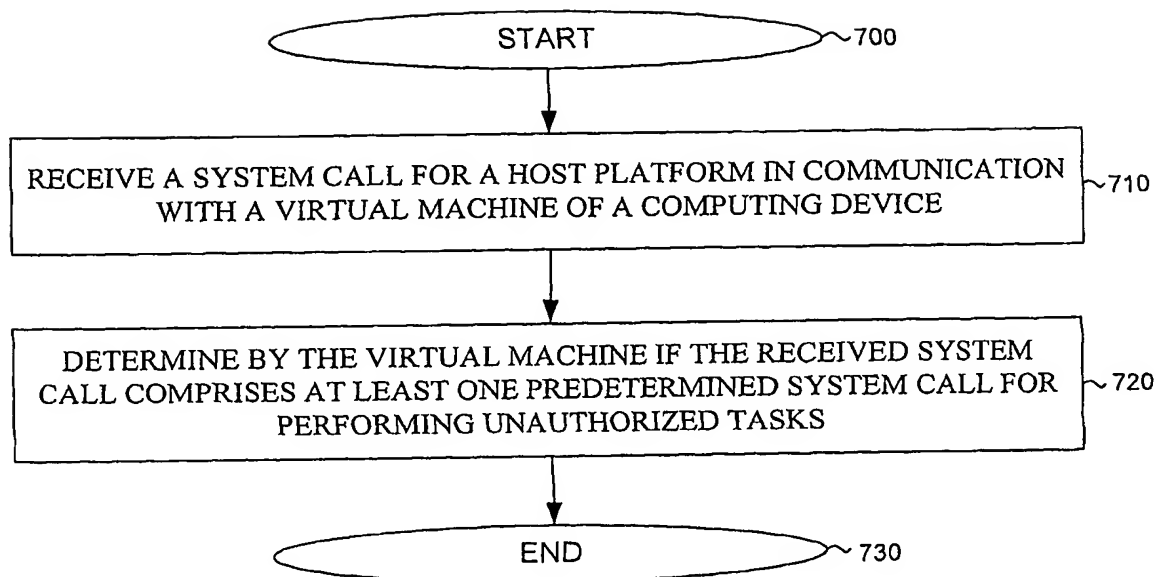 START
700
RECEIVE A SYSTEM CALL FOR A HOST PLATFORM IN COMMUNICATION
WITH A VIRTUAL MACHINE OF A COMPUTING DEVICE
710
DETERMINE BY THE VIRTUAL MACHINE IF THE RECEIVED SYSTEM
CALL COMPRISES AT LEAST ONE PREDETERMINED SYSTEM CALL FOR
PERFORMING UNAUTHORIZED TASKS
720
END
730